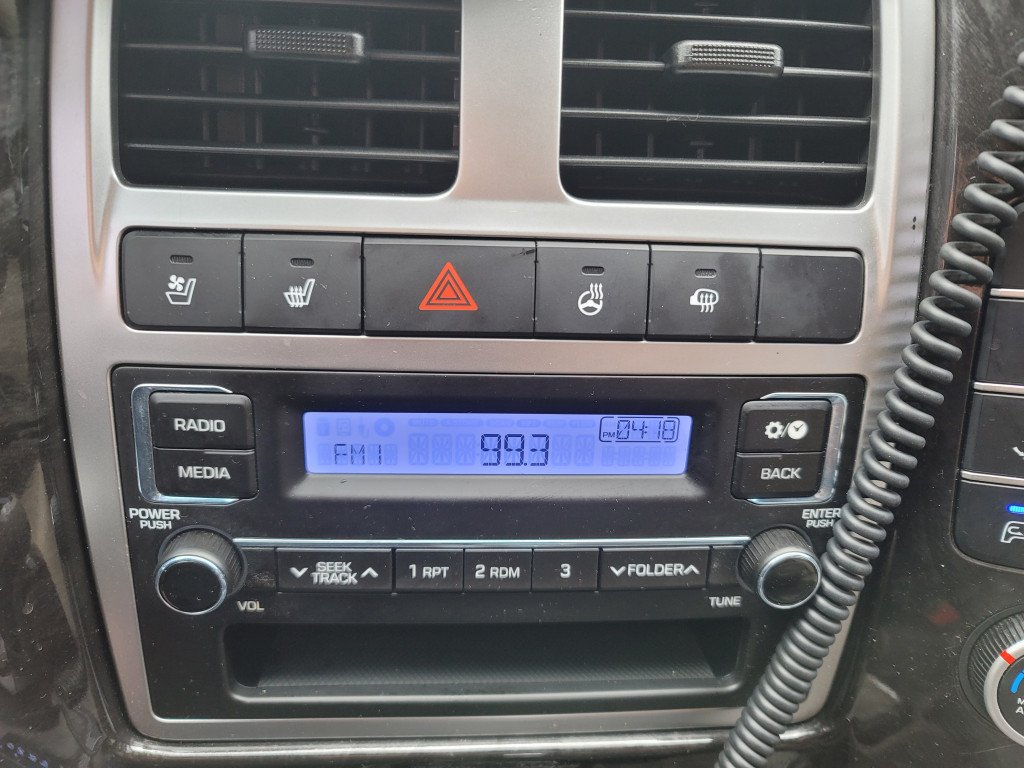 RADIO
MEDIA
FM1 99.3 PM 04:18
BACK
POWER
PUSH
ENTER
PUSH
SEEK
TRACK
1 RPT
2 RDM
3
FOLDER
VOL
TUNE